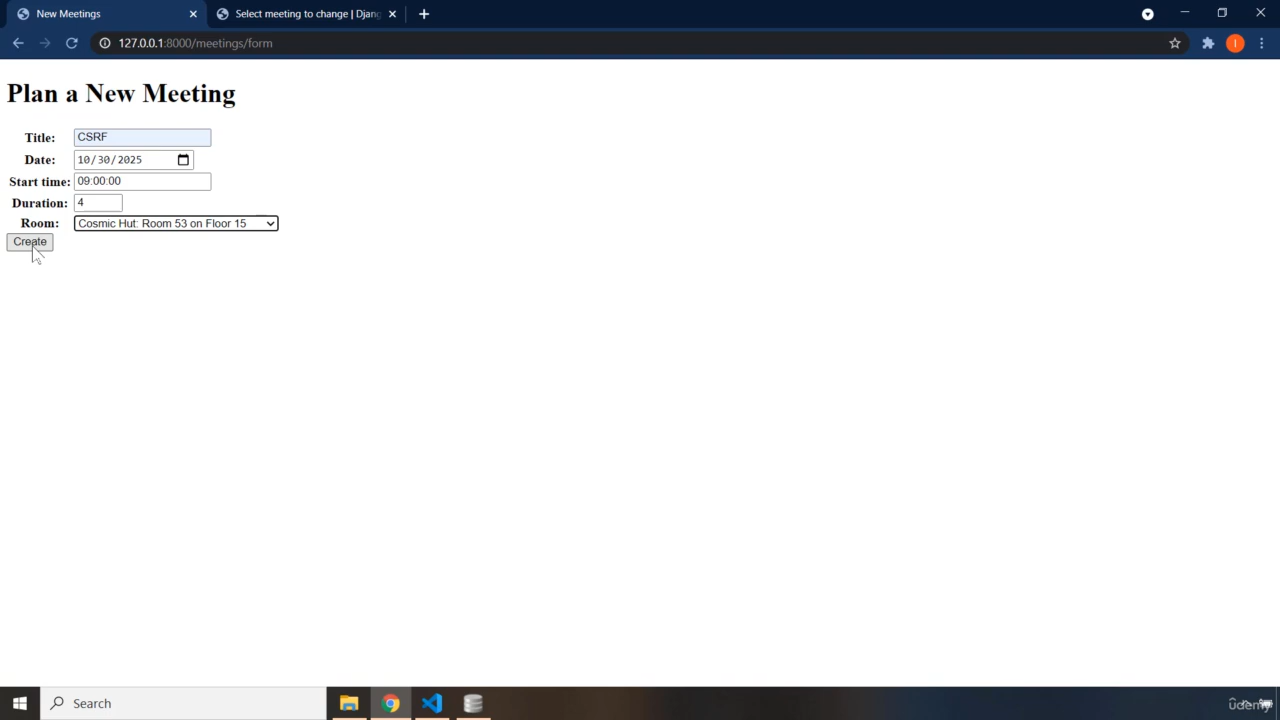 New Meetings
Select meeting to change | Djang
127.0.0.1:8000/meetings/form
I
Plan a New Meeting
Title: CSRF
Date: 10/30/2025
Start time: 09:00:00
Duration: 4
Room: Cosmic Hut: Room 53 on Floor 15
Create
Search
udemy